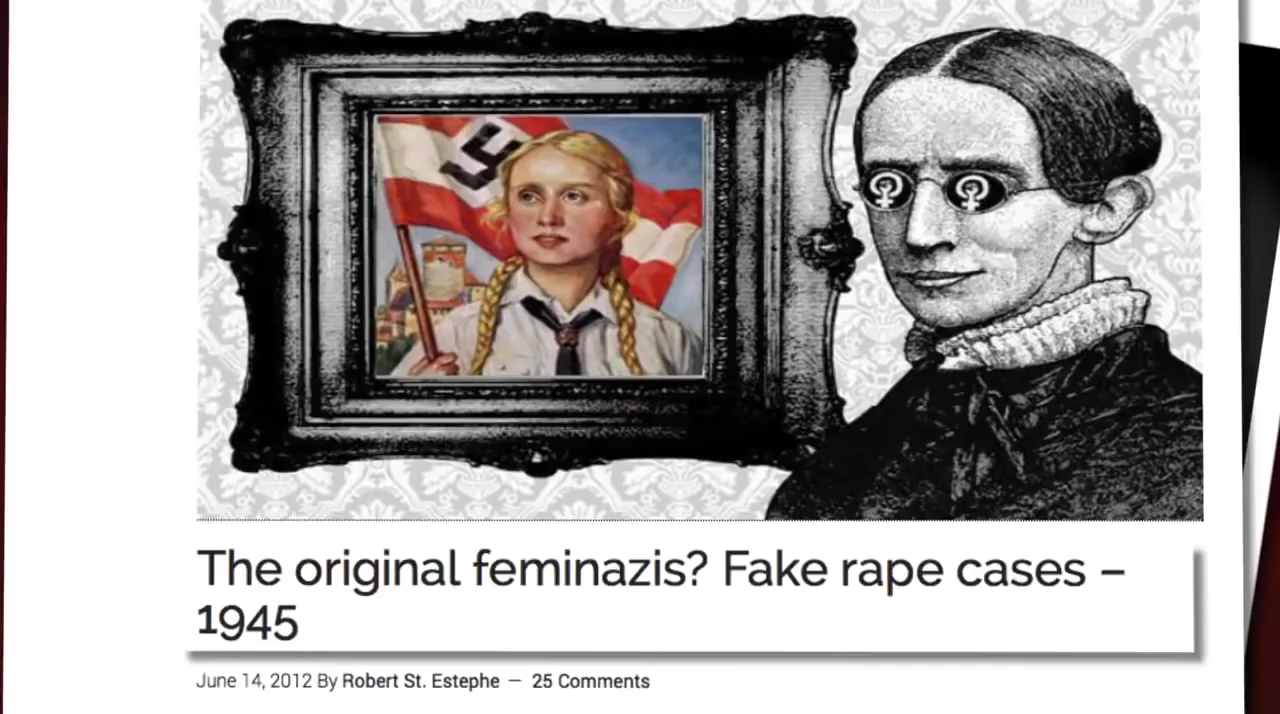 The original feminazis? Fake rape cases –
1945
June 14, 2012 By Robert St. Estephe — 25 Comments